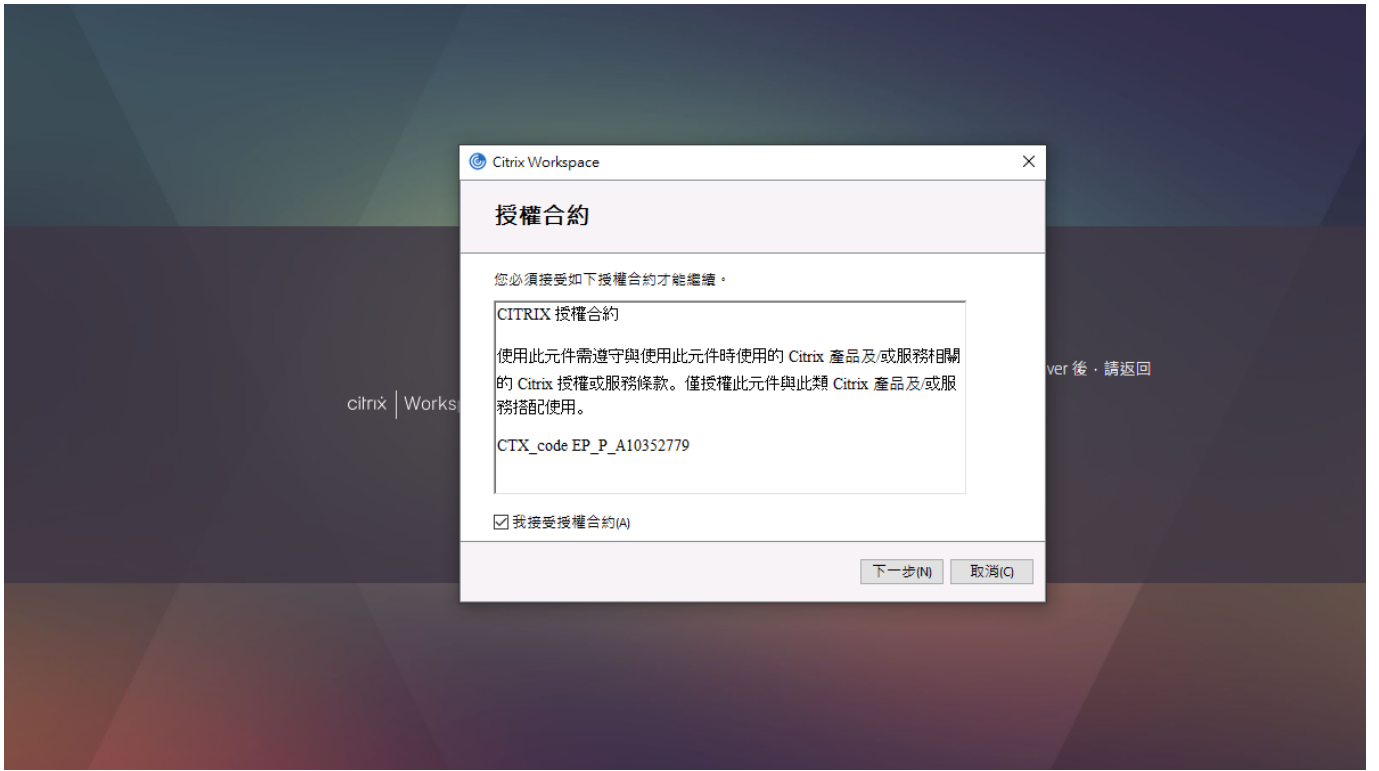 Citrix Workspace
授權合約
您必須接受如下授權合約才能繼續。
CITRIX 授權合約
使用此元件需遵守與使用此元件時使用的 Citrix 產品及/或服務相關
的 Citrix 授權或服務條款。僅授權此元件與此類 Citrix 產品及/或服
務搭配使用。
CTX_code EP_P_A10352779
我接受授權合約(A)
下一步(N) 取消(C)
citrix | Works
ver 後,請返回